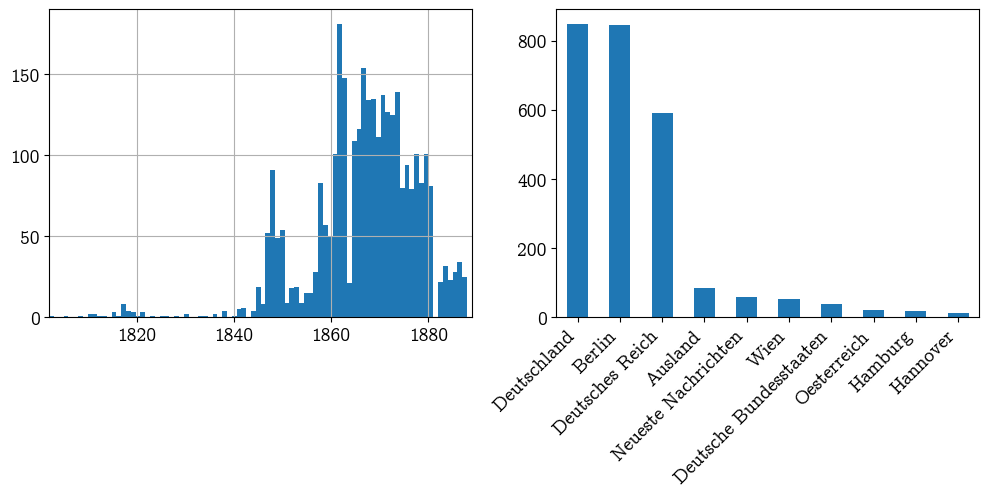 150
100
50
0
1820 1840 1860 1880
800
600
400
200
0
Deutschland
Berlin
Deutsches Reich
Ausland
Neueste Nachrichten
Wien
Deutsche Bundesstaaten
Oesterreich
Hamburg
Hannover